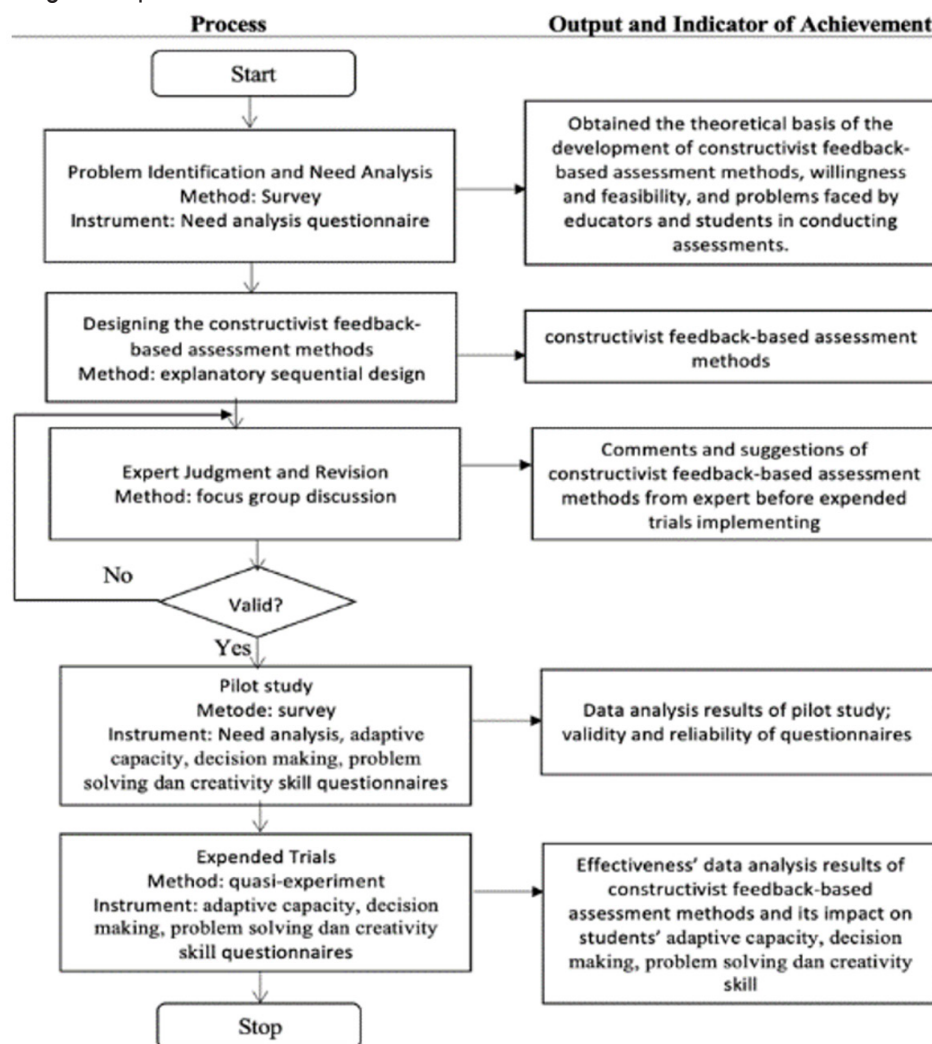 Process
Output and Indicator of Achievement
Start
Problem Identification and Need Analysis
Method: Survey
Instrument: Need analysis questionnaire
Obtained the theoretical basis of the
development of constructivist feedback-
based assessment methods, willingness
and feasibility, and problems faced by
educators and students in conducting
assessments.
Designing the constructivist feedback-
based assessment methods
Method: explanatory sequential design
constructivist feedback-based assessment
methods
Expert Judgment and Revision
Method: focus group discussion
Comments and suggestions of
constructivist feedback-based assessment
methods from expert before expended
trials implementing
No
Valid?
Yes
Pilot study
Metode: survey
Instrument: Need analysis, adaptive
capacity, decision making, problem
solving dan creativity skill questionnaires
Data analysis results of pilot study;
validity and reliability of questionnaires
Expended Trials
Method: quasi-experiment
Instrument: adaptive capacity, decision
making, problem solving dan creativity
skill questionnaires
Effectiveness' data analysis results of
constructivist feedback-based
assessment methods and its impact on
students' adaptive capacity, decision
making, problem solving dan creativity
skill
Stop